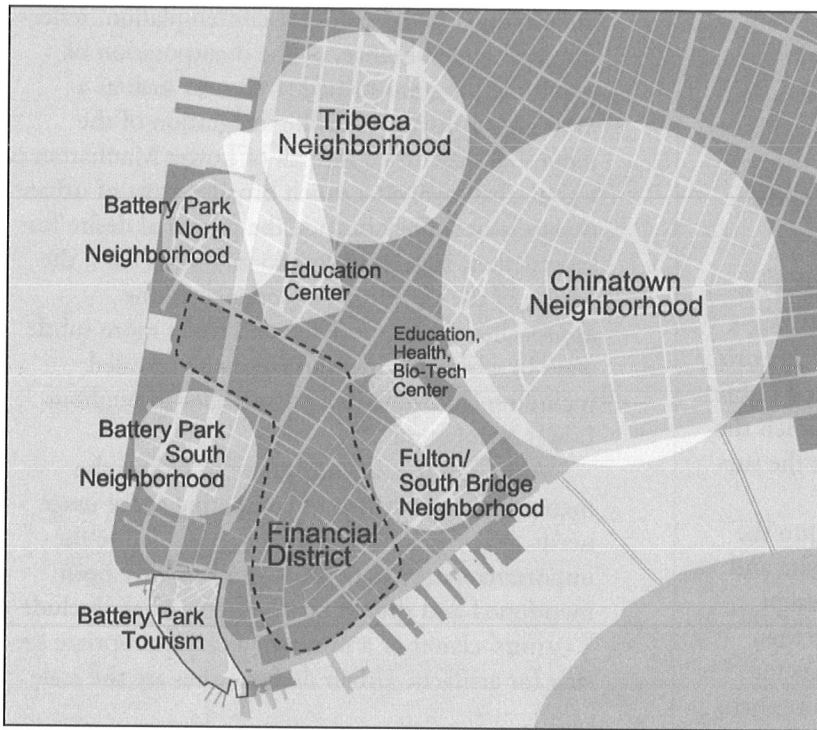 Tribeca
Neighborhood
Battery Park
North
Neighborhood
Education
Center
Chinatown
Neighborhood
Education,
Health,
Bio-Tech
Center
Battery Park
South
Neighborhood
Fulton/
South Bridge
Neighborhood
Financial
District
Battery Park
Tourism